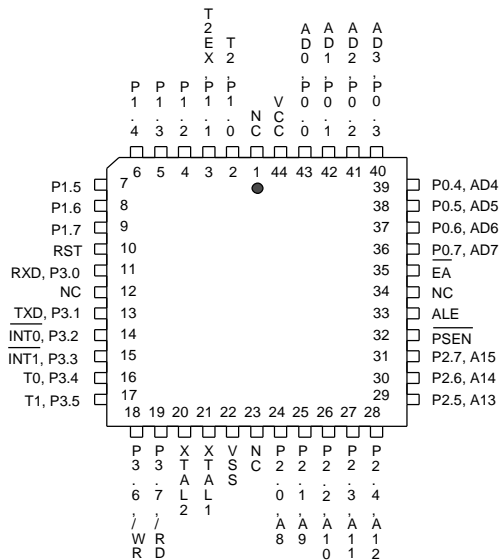 P1.4
P1.3
P1.2
T2EX,P1.1
T2,P1.0
NC
VCC
AD0,P0.0
AD1,P0.1
AD2,P0.2
AD3,P0.3
6 5 4 3 2 1 44 43 42 41 40
P1.5 7
P1.6 8
P1.7 9
RST 10
RXD, P3.0 11
NC 12
TXD, P3.1 13
INT0, P3.2 14
INT1, P3.3 15
T0, P3.4 16
T1, P3.5 17
39 P0.4, AD4
38 P0.5, AD5
37 P0.6, AD6
36 P0.7, AD7
35 EA
34 NC
33 ALE
32 PSEN
31 P2.7, A15
30 P2.6, A14
29 P2.5, A13
18 19 20 21 22 23 24 25 26 27 28
P3.6,/WR
P3.7,/RD
XTAL2
XTAL1
VSS
NC
P2.0,A8
P2.1,A9
P2.2,A10
P2.3,A11
P2.4,A12